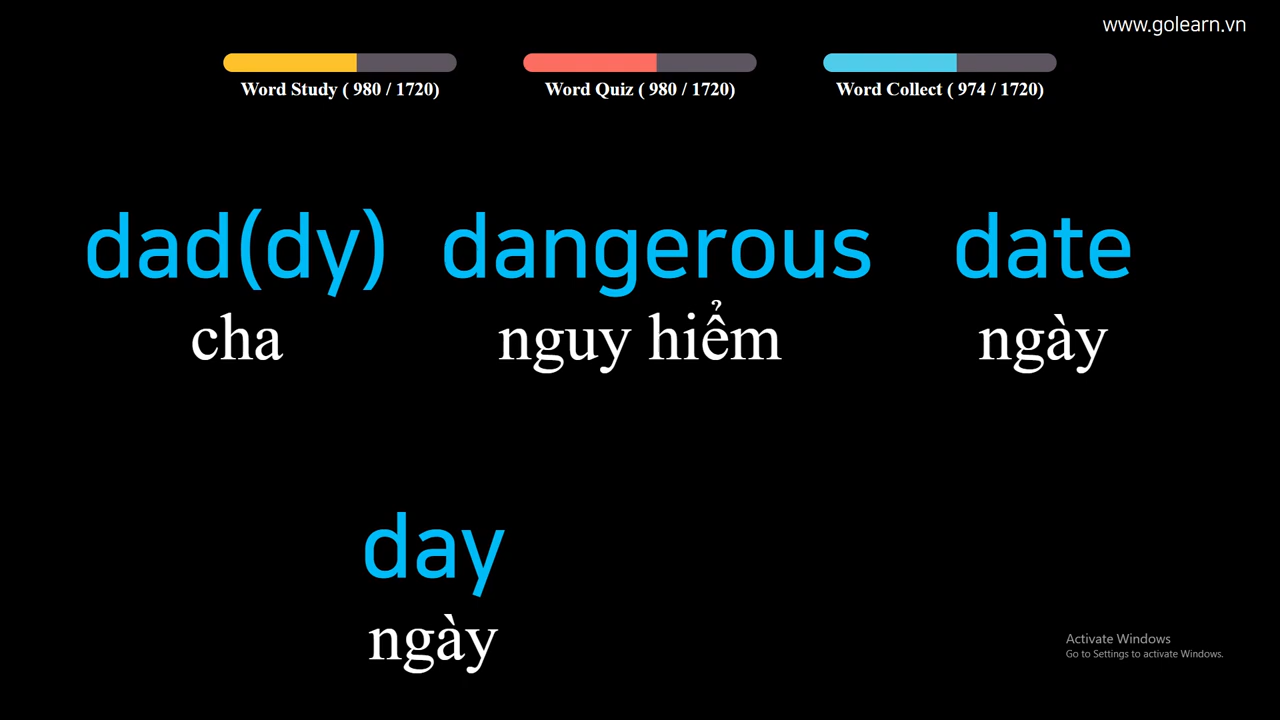 www.golearn.vn
Word Study ( 980 / 1720)
Word Quiz ( 980 / 1720)
Word Collect ( 974 / 1720)
dad(dy) dangerous date
cha nguy hiểm ngày
day
ngày
Activate Windows
Go to Settings to activate Windows.